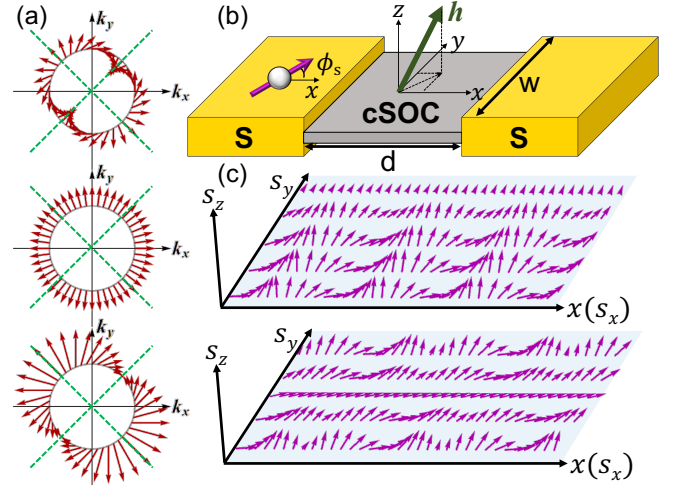 (a)
k_y
k_x
k_y
k_x
k_y
k_x
(b)
ϕ_s
x
S
z
h
y
x
cSOC
d
W
S
(c)
s_y
s_z
x(s_x)
s_y
s_z
x(s_x)